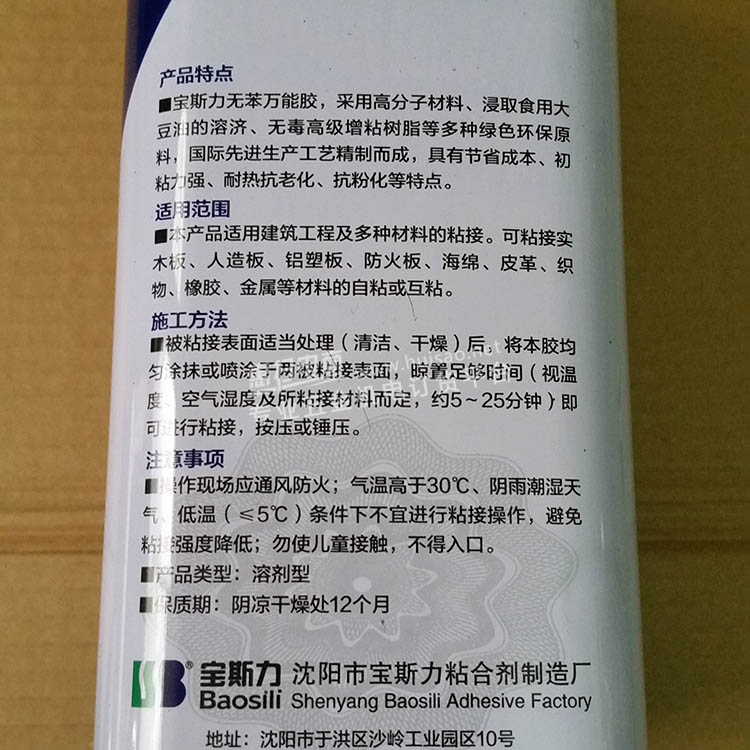 产品特点
■宝斯力无苯万能胶，采用高分子材料、浸取食用大
豆油的溶济、无毒高级增粘树脂等多种绿色环保原
料，国际先进生产工艺精制而成，具有节省成本、初
粘力强、耐热抗老化、抗粉化等特点。
适用范围
■本产品适用建筑工程及多种材料的粘接。可粘接实
木板、人造板、铝塑板、防火板、海绵、皮革、织
物、橡胶、金属等材料的自粘或互粘。
施工方法
■被粘接表面适当处理（清洁、干燥）后，将本胶均
匀涂抹或喷涂于两被粘接表面，晾置足够时间（视温
度、空气湿度及所粘接材料而定，约5～25分钟）即
可进行粘接，按压或锤压。
www.huisao.net
专业五金机电订货平台
注意事项
■操作现场应通风防火；气温高于30℃、阴雨潮湿天
气、低温（≤5℃）条件下不宜进行粘接操作，避免
粘接强度降低；勿使儿童接触，不得入口。
■产品类型：溶剂型
■保质期：阴凉干燥处12个月
SB® 宝斯力 沈阳市宝斯力粘合剂制造厂
Baosili Shenyang Baosili Adhesive Factory
地址：沈阳市于洪区沙岭工业园区10号